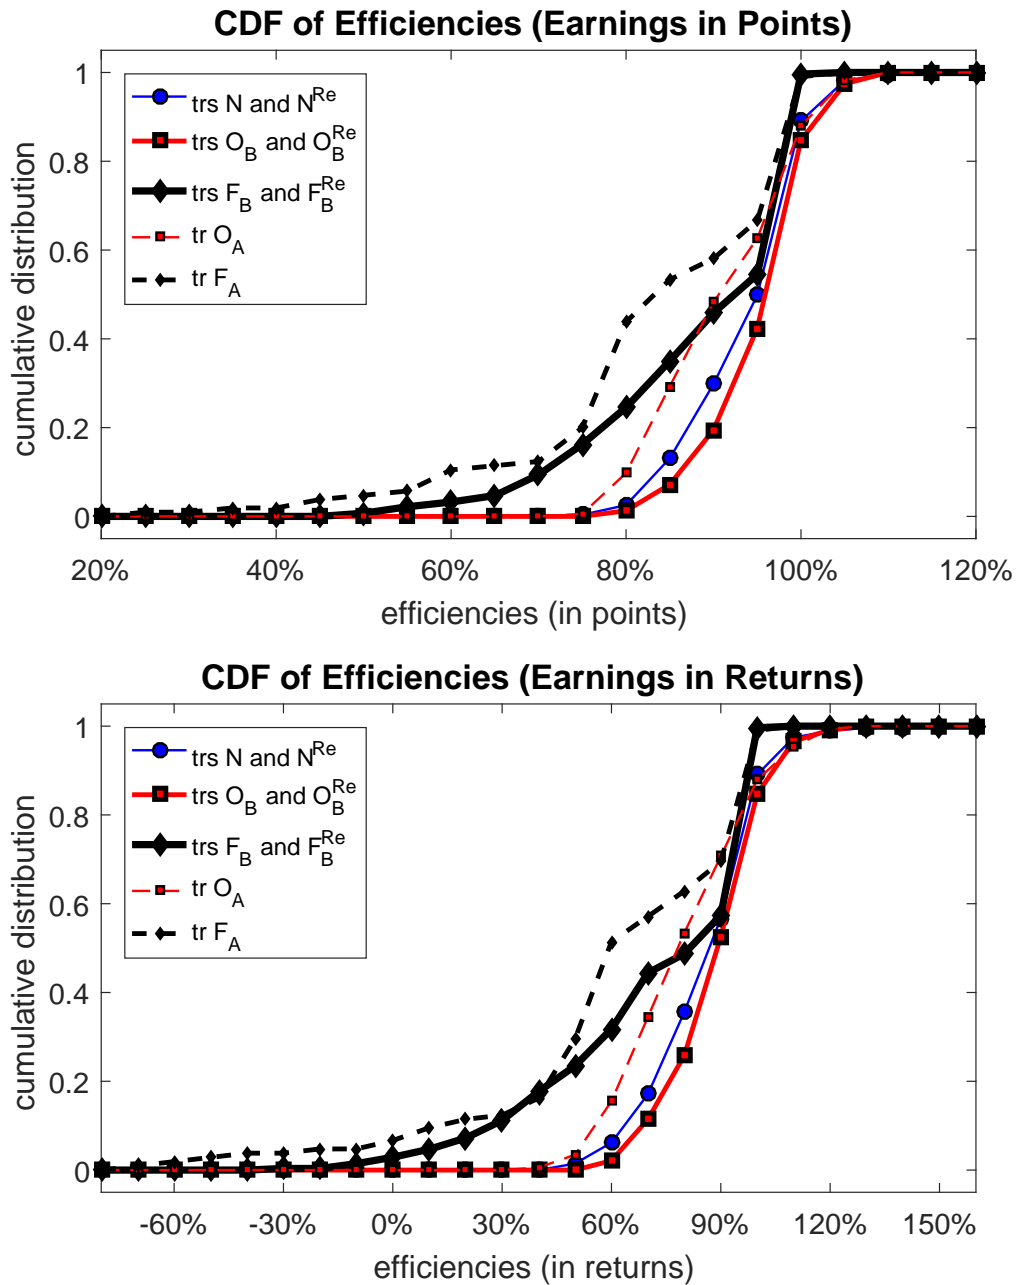 CDF of Efficiencies (Earnings in Points)
cumulative distribution
1
0.8
0.6
0.4
0.2
0
trs N and N^Re
trs O_B and O_B^Re
trs F_B and F_B^Re
tr O_A
tr F_A
20% 40% 60% 80% 100% 120%
efficiencies (in points)
CDF of Efficiencies (Earnings in Returns)
cumulative distribution
1
0.8
0.6
0.4
0.2
0
trs N and N^Re
trs O_B and O_B^Re
trs F_B and F_B^Re
tr O_A
tr F_A
-60% -30% 0% 30% 60% 90% 120% 150%
efficiencies (in returns)